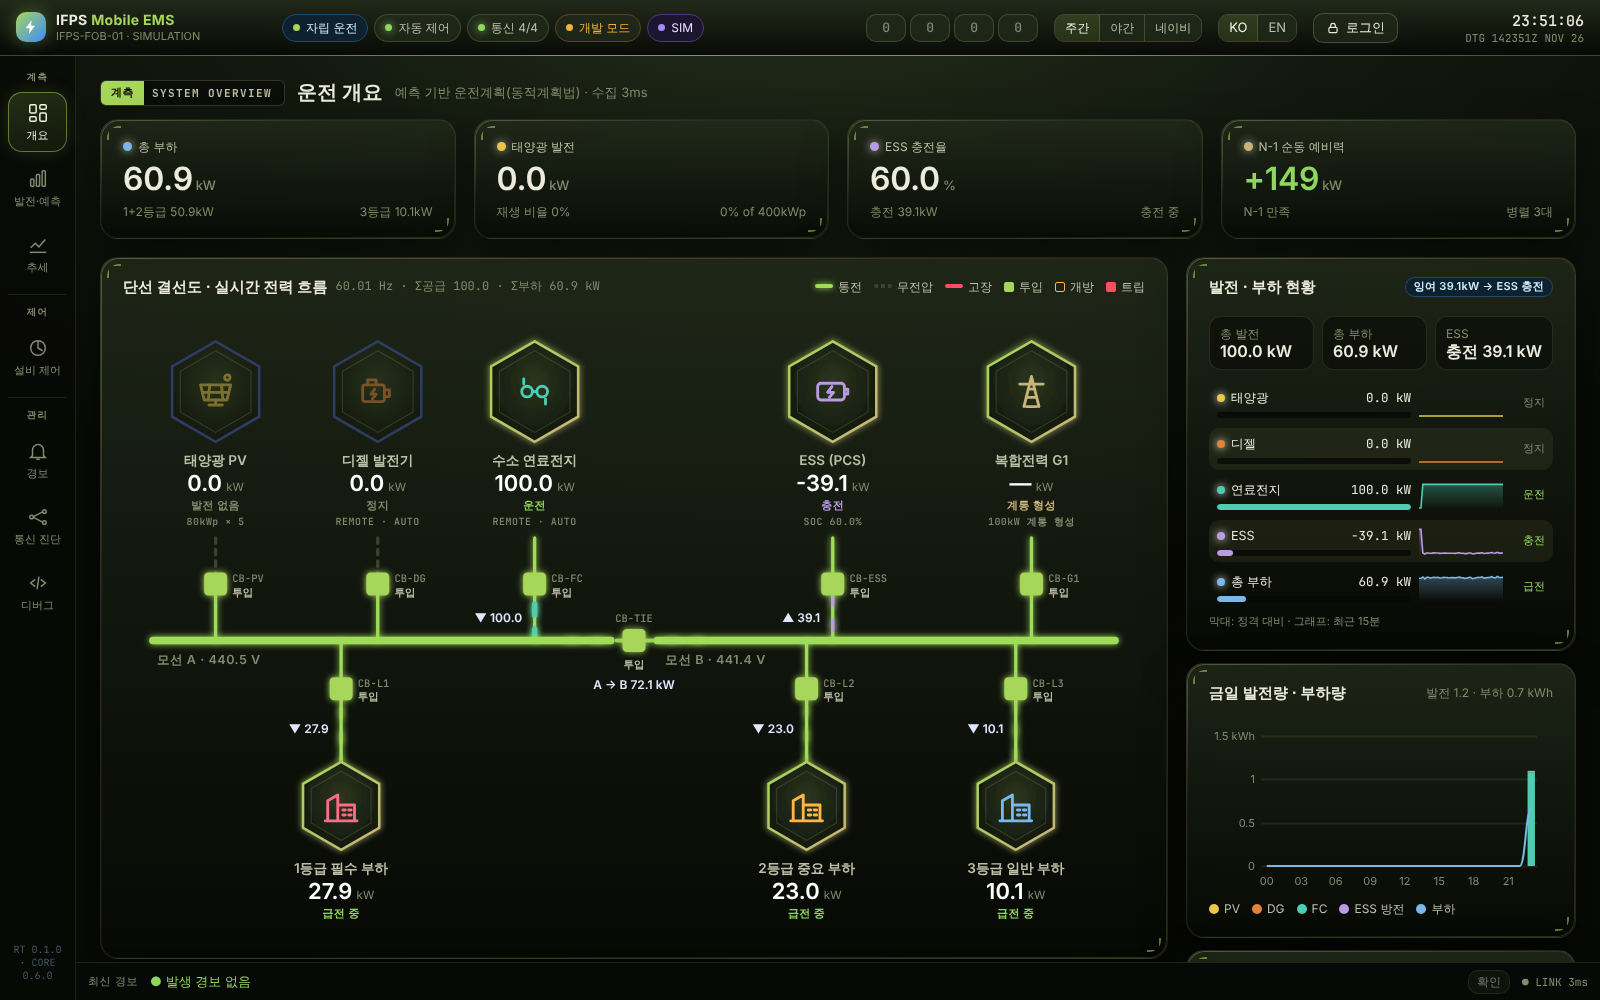 IFPS Mobile EMS
IFPS-FOB-01 · SIMULATION
자립 운전
자동 제어
통신 4/4
개발 모드
SIM
0 0 0 0
주간 야간 네이비
KO EN
로그인
23:51:06
DTG 142351Z NOV 26
계측
개요
발전·예측
추세
제어
설비 제어
관리
경보
통신 진단
디버그
RT 0.1.0
· CORE
0.6.0
계측 SYSTEM OVERVIEW 운전 개요 예측 기반 운전계획(동적계획법) · 수집 3ms
총 부하
60.9 kW
1+2등급 50.9kW 3등급 10.1kW
태양광 발전
0.0 kW
재생 비율 0% 0% of 400kWp
ESS 충전율
60.0 %
충전 39.1kW 충전 중
N-1 순동 예비력
+149 kW
N-1 만족 병렬 3대
단선 결선도 · 실시간 전력 흐름 60.01 Hz · Σ공급 100.0 · Σ부하 60.9 kW
통전 무전압 고장 투입 개방 트립
태양광 PV
0.0 kW
발전 없음
80kWp × 5
디젤 발전기
0.0 kW
정지
REMOTE · AUTO
수소 연료전지
100.0 kW
운전
REMOTE · AUTO
ESS (PCS)
-39.1 kW
충전
SOC 60.0%
복합전력 G1
— kW
계통 형성
100kW 계통 형성
CB-PV
투입
CB-DG
투입
CB-FC
투입
CB-ESS
투입
CB-G1
투입
▼ 100.0
CB-TIE
▲ 39.1
모선 A · 440.5 V
투입
모선 B · 441.4 V
A → B 72.1 kW
CB-L1
투입
CB-L2
투입
CB-L3
투입
▼ 27.9
▼ 23.0
▼ 10.1
1등급 필수 부하
27.9 kW
급전 중
2등급 중요 부하
23.0 kW
급전 중
3등급 일반 부하
10.1 kW
급전 중
발전 · 부하 현황
잉여 39.1kW → ESS 충전
총 발전
100.0 kW
총 부하
60.9 kW
ESS
충전 39.1 kW
태양광 0.0 kW 정지
디젤 0.0 kW 정지
연료전지 100.0 kW 운전
ESS -39.1 kW 충전
총 부하 60.9 kW 급전
막대: 정격 대비 · 그래프: 최근 15분
금일 발전량 · 부하량 발전 1.2 · 부하 0.7 kWh
1.5 kWh
1
0.5
0
00 03 06 09 12 15 18 21
PV DG FC ESS 방전 부하
최신 경보 발생 경보 없음
확인
LINK 3ms